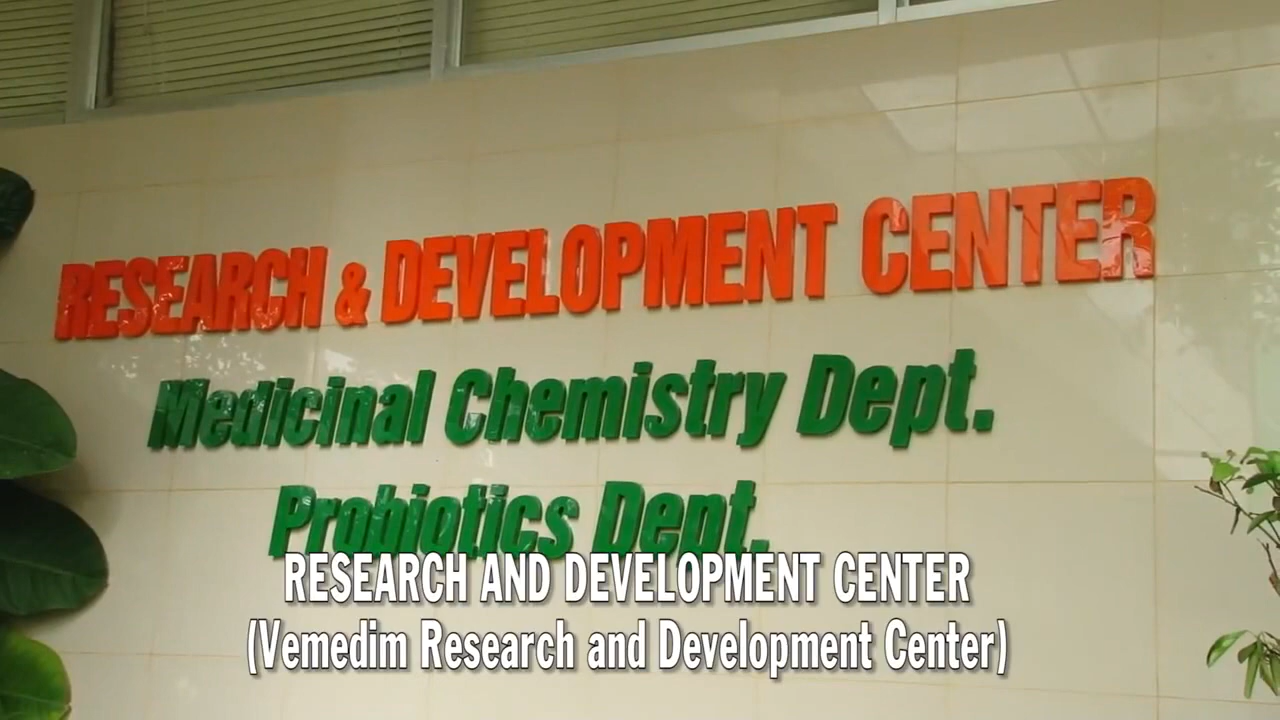 RESEARCH & DEVELOPMENT CENTER
Medicinal Chemistry Dept.
Probiotics Dept.
RESEARCH AND DEVELOPMENT CENTER
(Vemedim Research and Development Center)